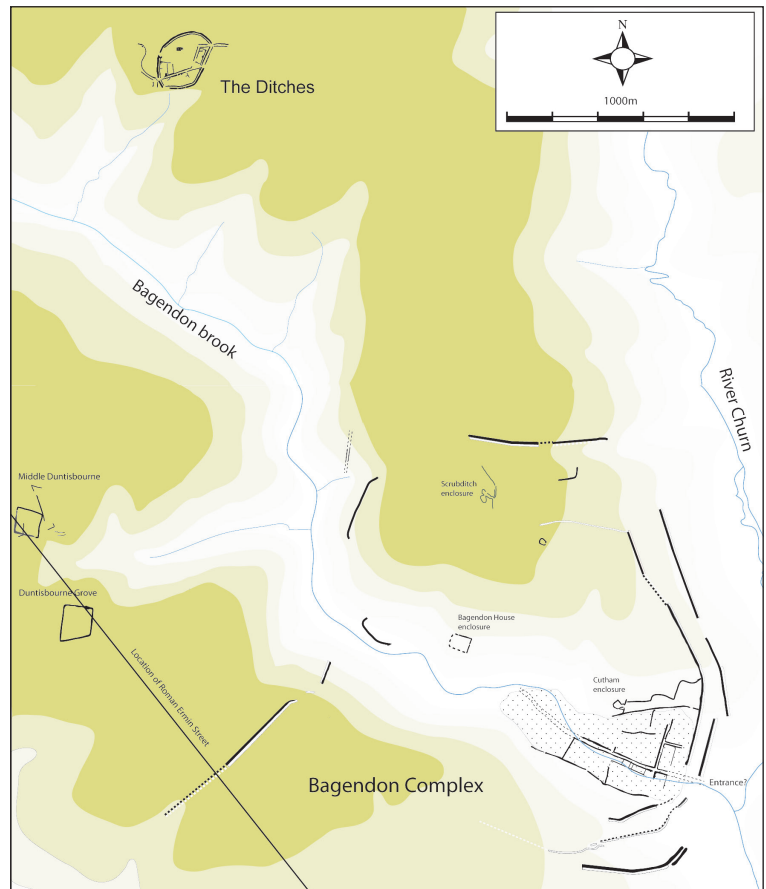 The Ditches
N
1000m
Bagendon brook
River Churn
Middle Duntisbourne
Scrubditch
enclosure
Duntisbourne Grove
Bagendon House
enclosure
Location of Roman Ermin Street
Cutham
enclosure
Bagendon Complex
Entrance?